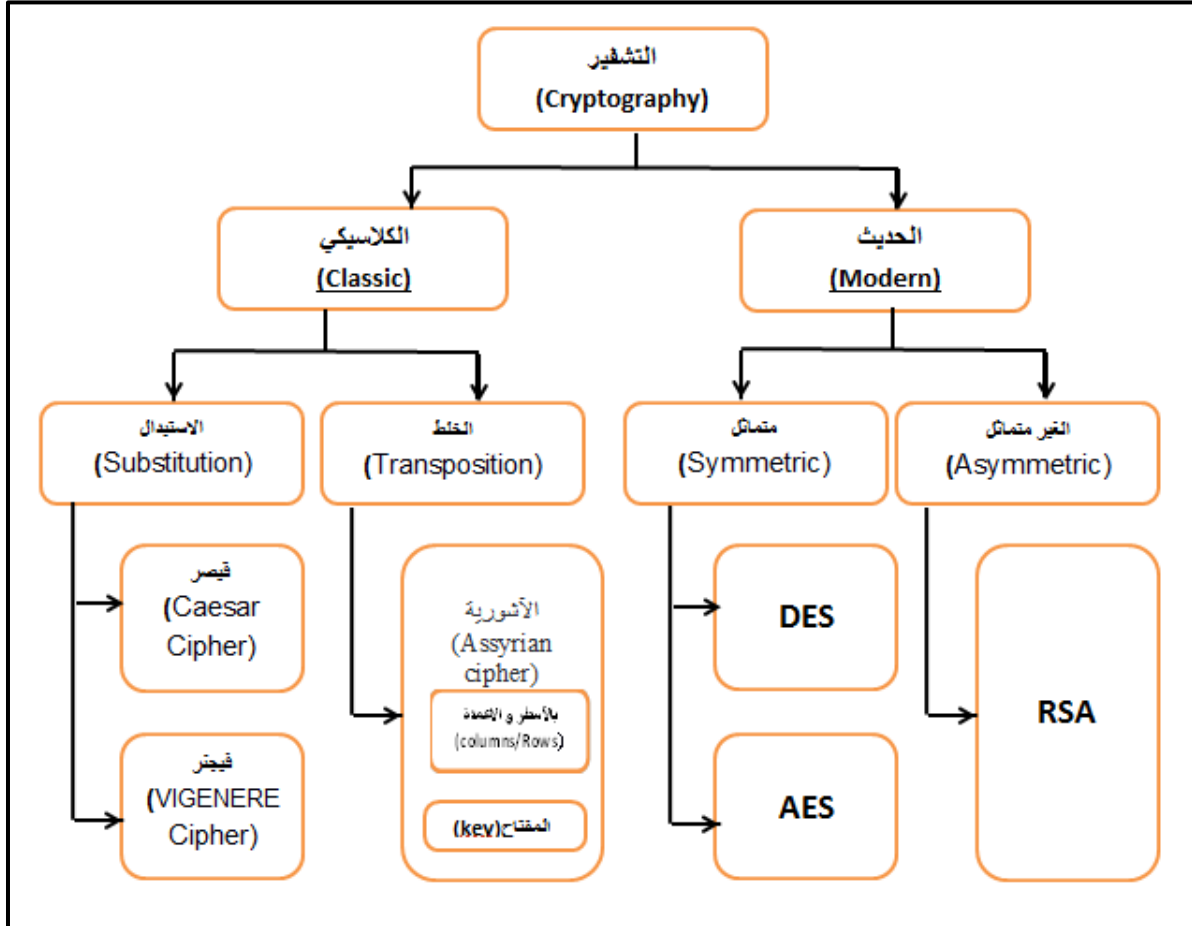 التشفير
(Cryptography)
الكلاسيكي
(Classic)
الحديث
(Modern)
الاستبدال
(Substitution)
الخلط
(Transposition)
متماثل
(Symmetric)
الغير متماثل
(Asymmetric)
قيصر
(Caesar
Cipher)
فيجنر
(VIGENERE
Cipher)
الآشورية
(Assyrian
cipher)
بالأسطر و الاعمدة
(columns/Rows)
المفتاح(key)
DES
AES
RSA